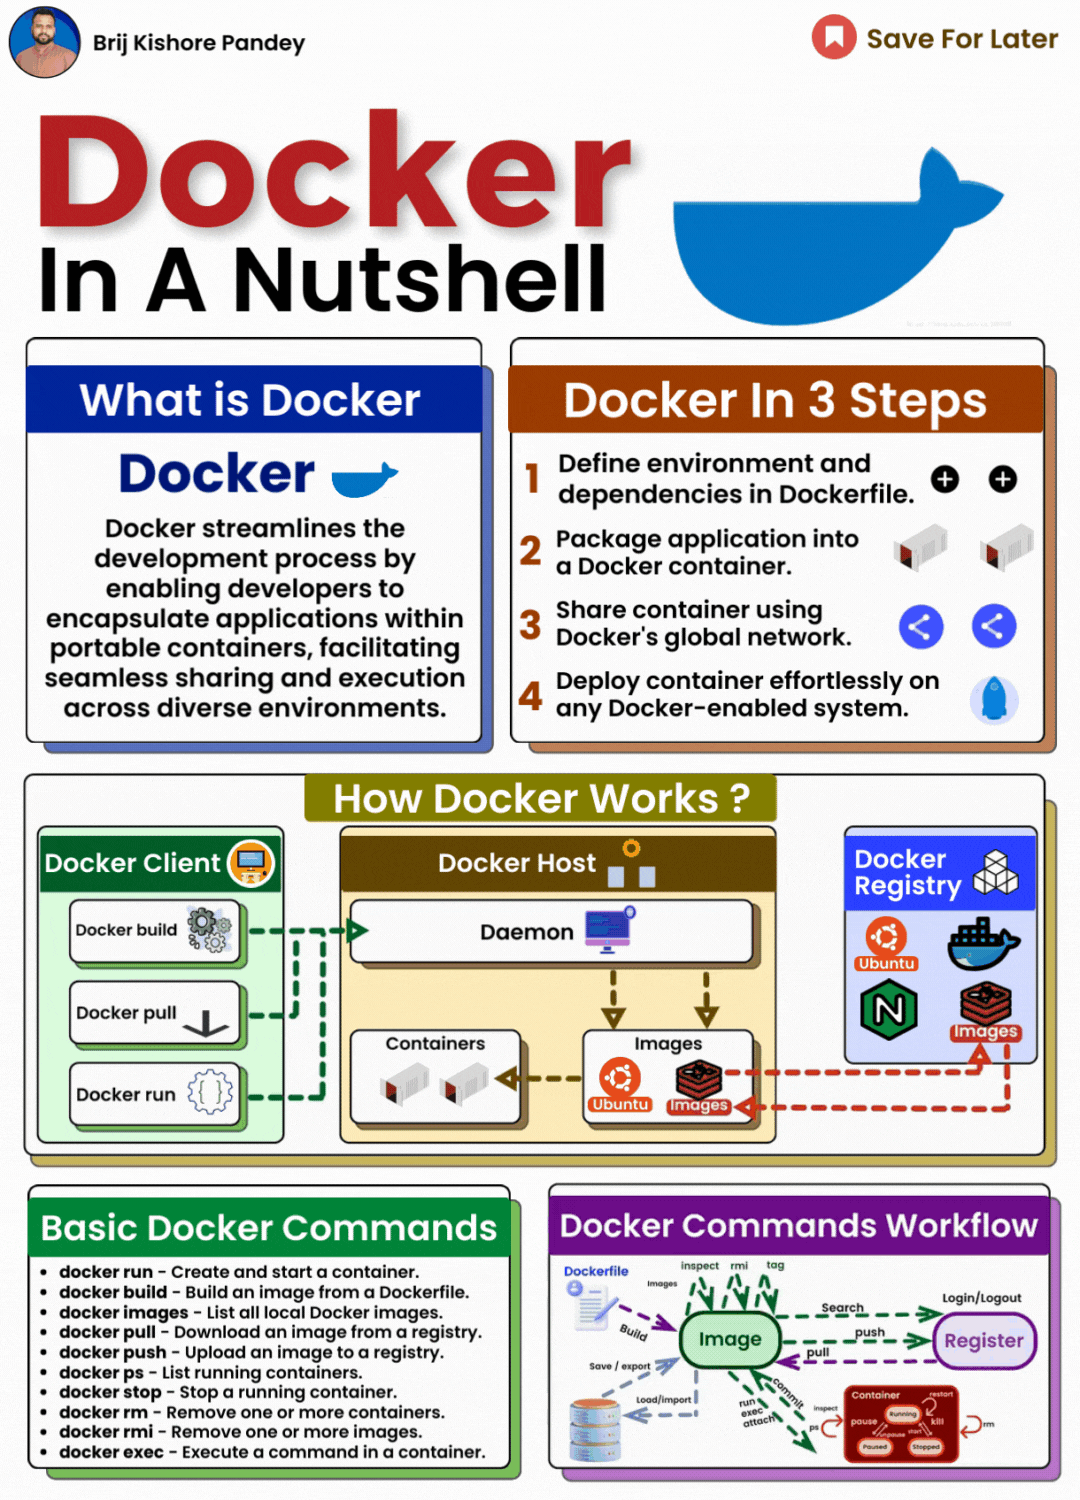 Brij Kishore Pandey
Save For Later
Docker
In A Nutshell
What is Docker
Docker
Docker streamlines the
development process by
enabling developers to
encapsulate applications within
portable containers, facilitating
seamless sharing and execution
across diverse environments.
Docker In 3 Steps
1 Define environment and
dependencies in Dockerfile.
2 Package application into
a Docker container.
3 Share container using
Docker's global network.
4 Deploy container effortlessly on
any Docker-enabled system.
How Docker Works ?
Docker Client
Docker build
Docker pull
Docker run
Docker Host
Daemon
Containers
Images
Ubuntu
Images
Docker
Registry
Ubuntu
N
Images
Basic Docker Commands
• docker run - Create and start a container.
• docker build - Build an image from a Dockerfile.
• docker images - List all local Docker images.
• docker pull - Download an image from a registry.
• docker push - Upload an image to a registry.
• docker ps - List running containers.
• docker stop - Stop a running container.
• docker rm - Remove one or more containers.
• docker rmi - Remove one or more images.
• docker exec - Execute a command in a container.
Docker Commands Workflow
Dockerfile
Images
inspect rmi tag
Build
Image
Search
Login/Logout
push
Register
pull
Save / export
Load/import
commit
run
exec
attach
inspect
ps
Container
restart
Running
pause
kill
unpause
start
Paused
Stopped
rm